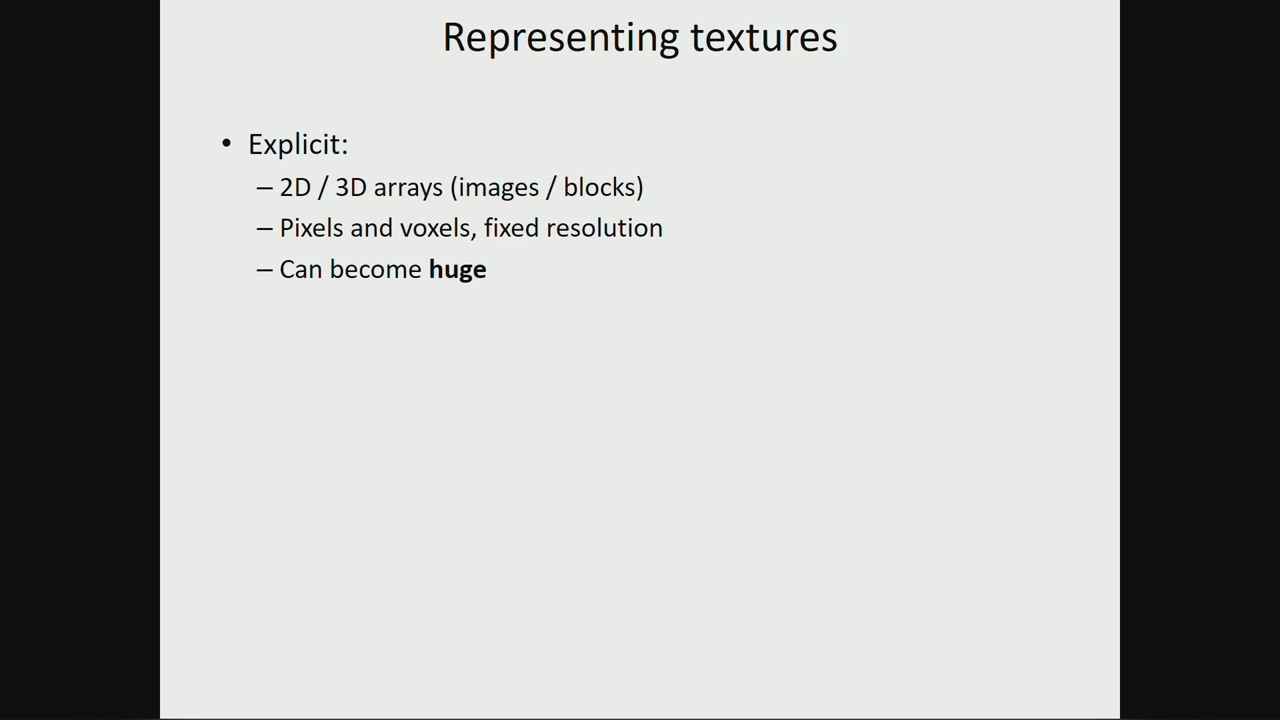 Representing textures
• Explicit:
– 2D / 3D arrays (images / blocks)
– Pixels and voxels, fixed resolution
– Can become huge